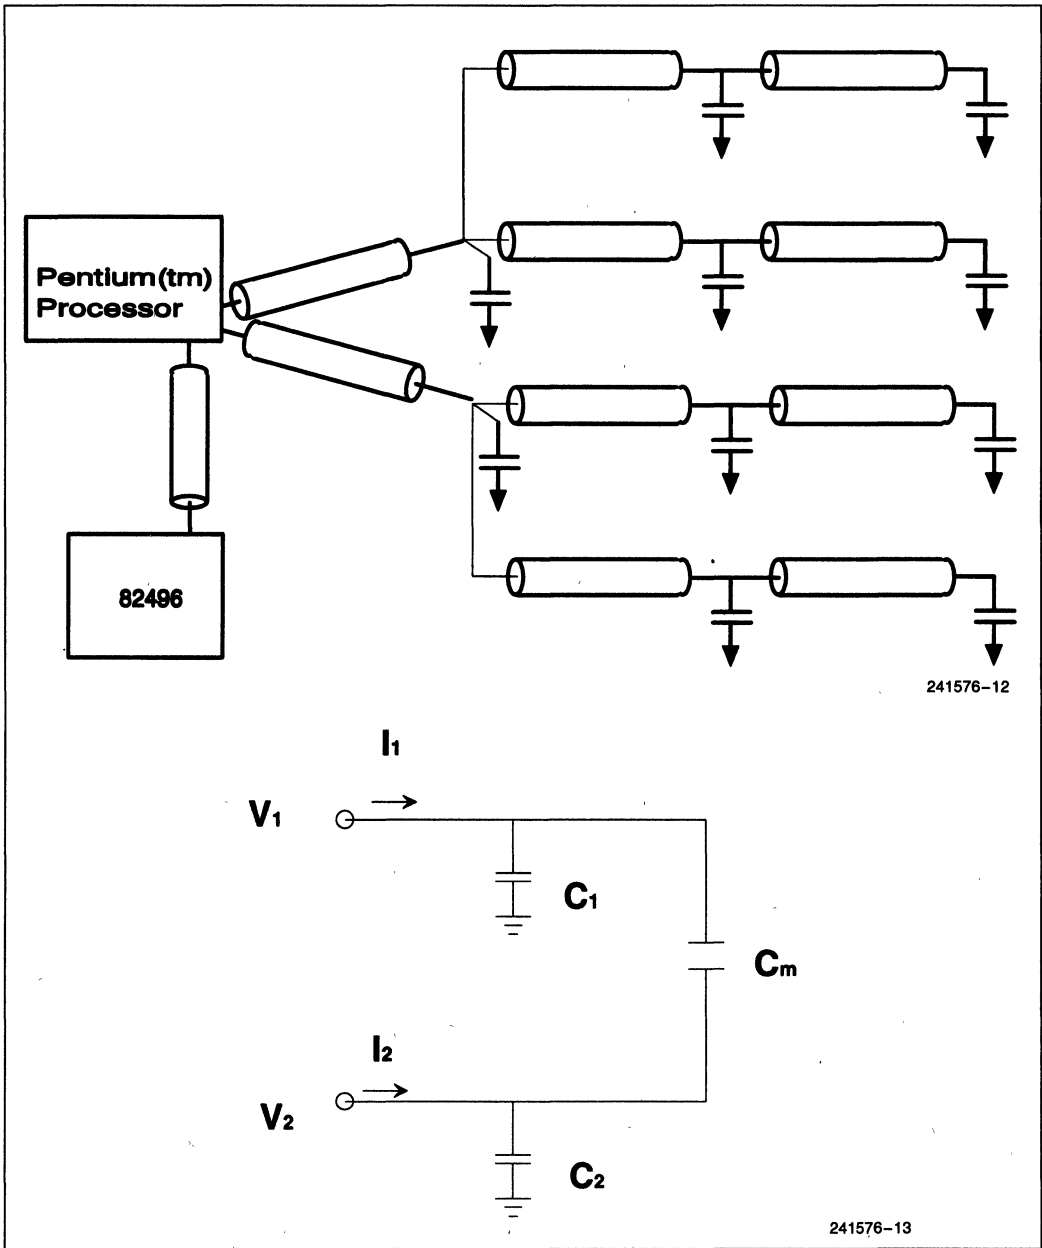 Pentium(tm)
Processor
82496
241576-12
I1
V1
C1
Cm
I2
V2
C2
241576-13